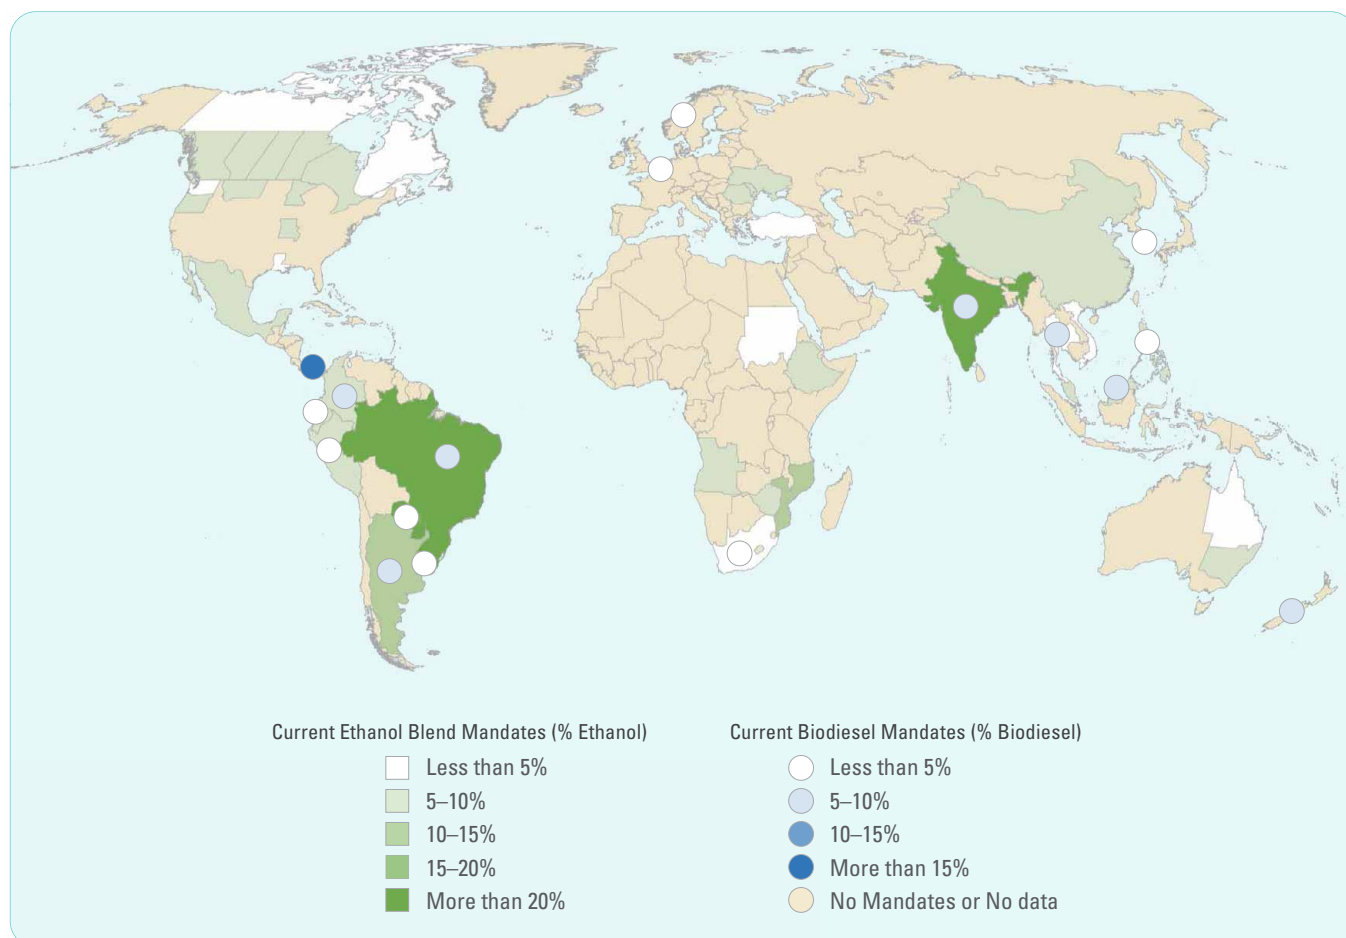 Current Ethanol Blend Mandates (% Ethanol)
Less than 5%
5–10%
10–15%
15–20%
More than 20%
Current Biodiesel Mandates (% Biodiesel)
Less than 5%
5–10%
10–15%
More than 15%
No Mandates or No data